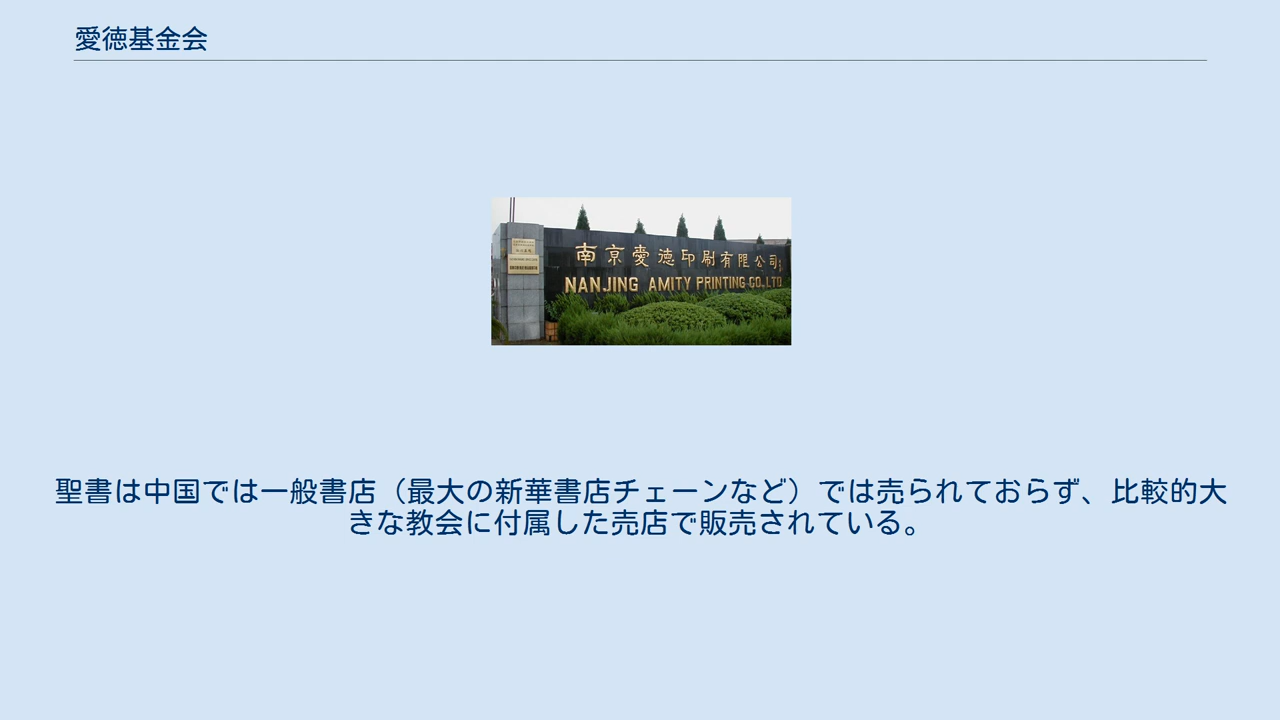 愛徳基金会
南京愛德印刷有限公司
NANJING AMITY PRINTING CO.,LTD.
聖書は中国では一般書店（最大の新華書店チェーンなど）では売られておらず、比較的大
きな教会に付属した売店で販売されている。